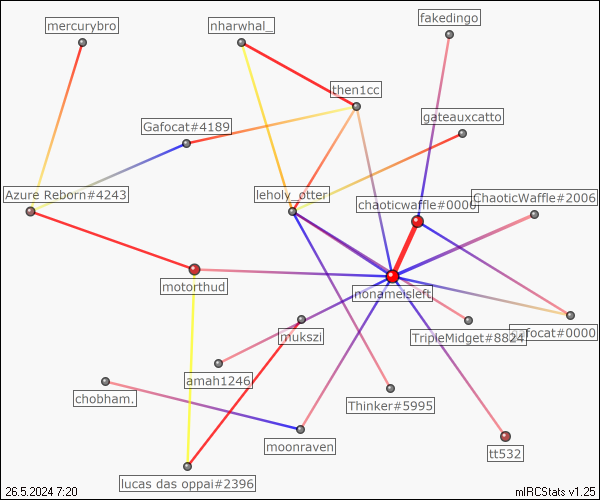 fakedingo
mercurybro
nharwhal_
then1cc
gateauxcatto
Gafocat#4189
Azure Reborn#4243
leholy_otter
ChaoticWaffle#2006
chaoticwaffle#0000
motorthud
nonameisleft
mukszi
TripleMidget#8824
amah1246
chobham.
Thinker#5995
moonraven
tt532
lucas das oppai#2396
26.5.2024 7:20
mIRCStats v1.25